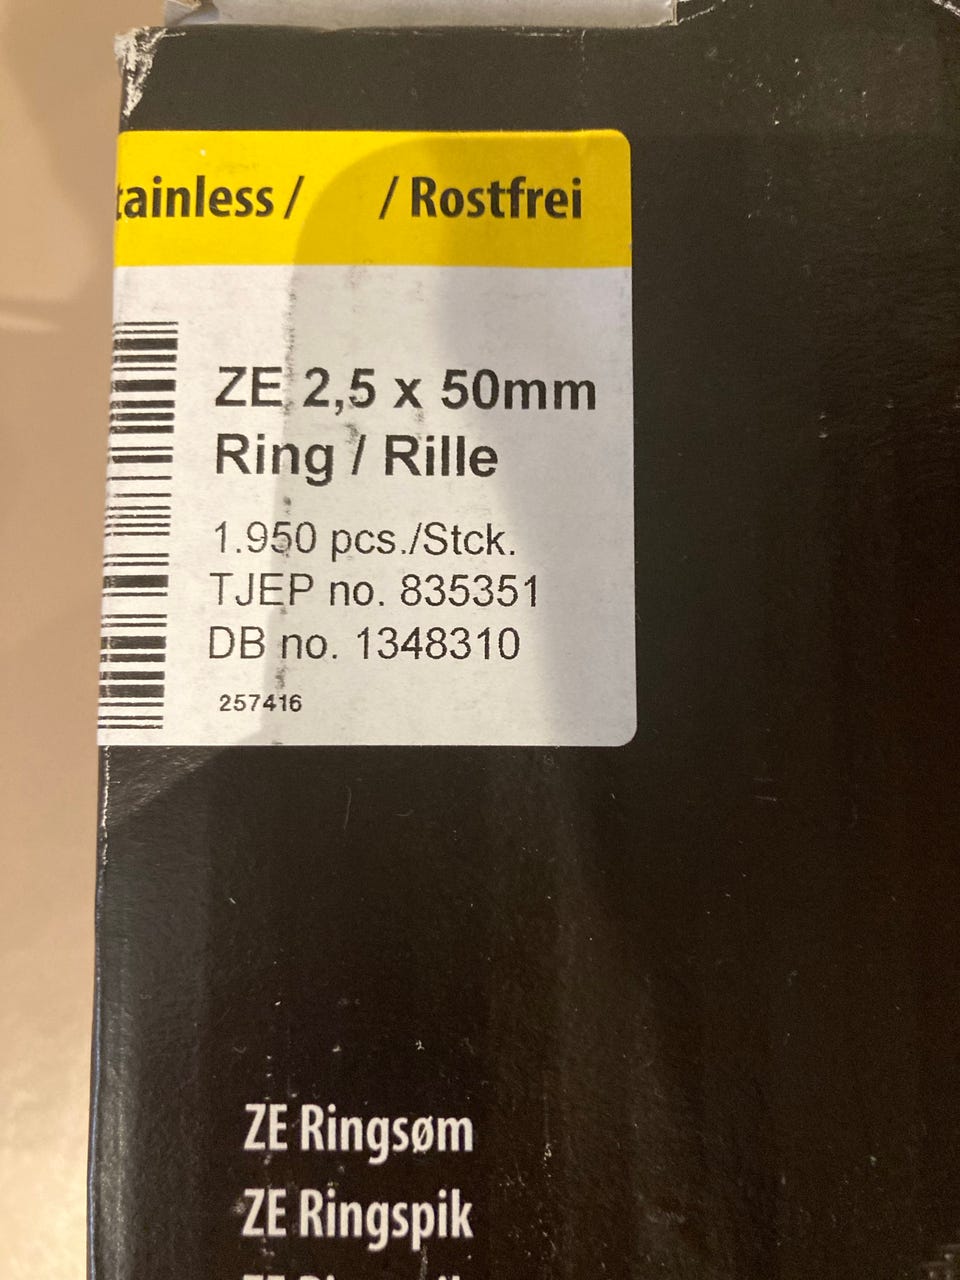 tainless / / Rostfrei
ZE 2,5 x 50mm
Ring / Rille
1.950 pcs./Stck.
TJEP no. 835351
DB no. 1348310
257416
ZE Ringsøm
ZE Ringspik